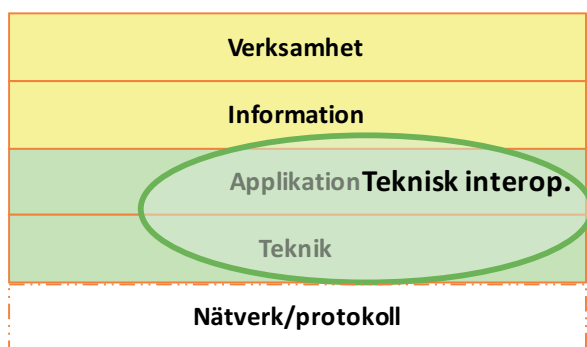 Verksamhet
Information
Applikation Teknisk interop.
Teknik
Nätverk/protokoll